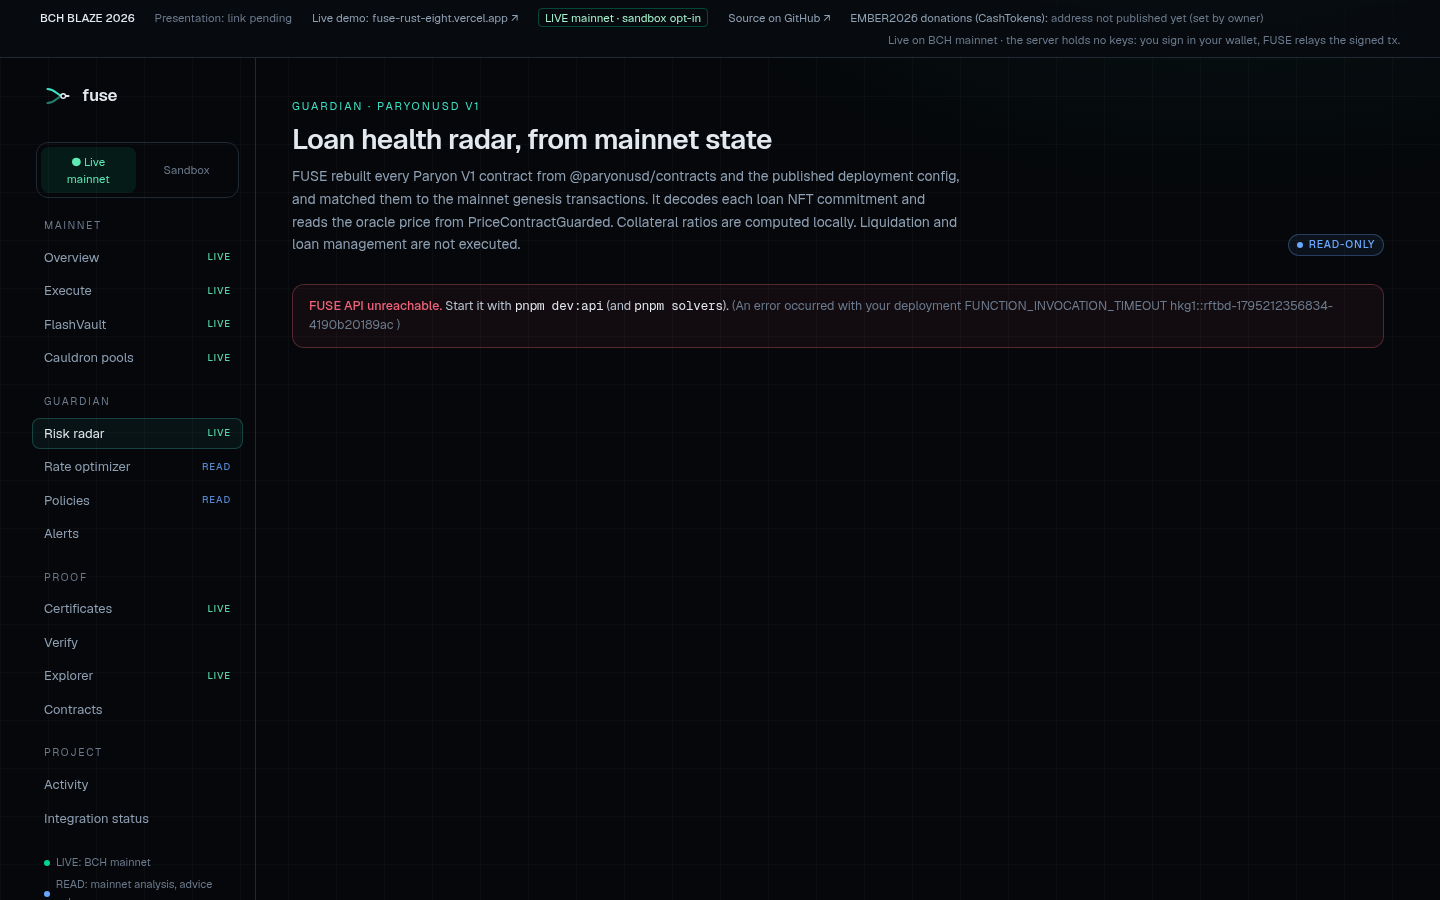 BCH BLAZE 2026 Presentation: link pending Live demo: fuse-rust-eight.vercel.app ↗ LIVE mainnet · sandbox opt-in Source on GitHub ↗ EMBER2026 donations (CashTokens): address not published yet (set by owner)
Live on BCH mainnet · the server holds no keys: you sign in your wallet, FUSE relays the signed tx.
fuse
Live mainnet
Sandbox
MAINNET
Overview LIVE
Execute LIVE
FlashVault LIVE
Cauldron pools LIVE
GUARDIAN
Risk radar LIVE
Rate optimizer READ
Policies READ
Alerts
PROOF
Certificates LIVE
Verify
Explorer LIVE
Contracts
PROJECT
Activity
Integration status
LIVE: BCH mainnet
READ: mainnet analysis, advice
GUARDIAN · PARYONUSD V1
Loan health radar, from mainnet state
FUSE rebuilt every Paryon V1 contract from @paryonusd/contracts and the published deployment config,
and matched them to the mainnet genesis transactions. It decodes each loan NFT commitment and
reads the oracle price from PriceContractGuarded. Collateral ratios are computed locally. Liquidation and
loan management are not executed.
READ-ONLY
FUSE API unreachable. Start it with pnpm dev:api (and pnpm solvers). (An error occurred with your deployment FUNCTION_INVOCATION_TIMEOUT hkg1::rftbd-1795212356834-
4190b20189ac )